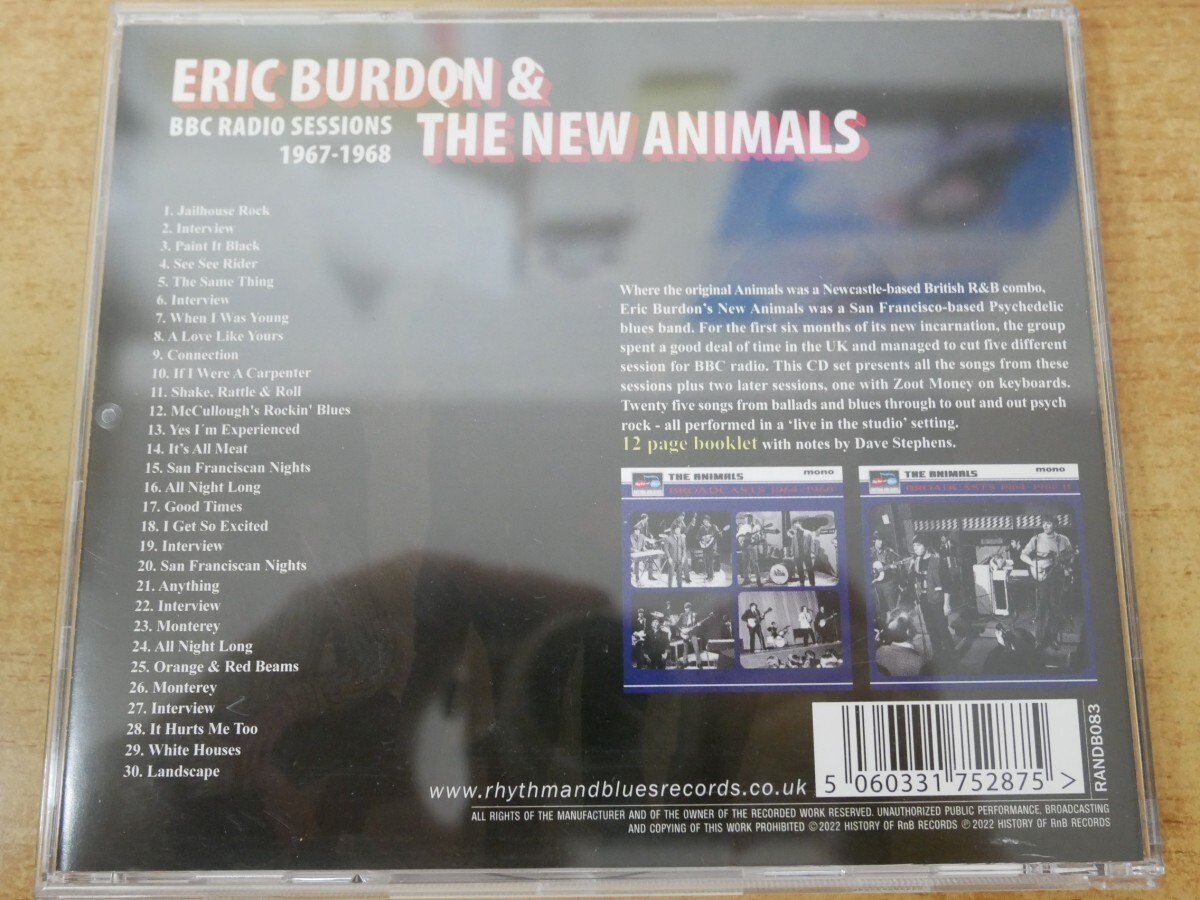 ERIC BURDON &
BBC RADIO SESSIONS
1967-1968
THE NEW ANIMALS
1. Jailhouse Rock
2. Interview
3. Paint It Black
4. See See Rider
5. The Same Thing
6. Interview
7. When I Was Young
8. A Love Like Yours
9. Connection
10. If I Were A Carpenter
11. Shake, Rattle & Roll
12. McCullough's Rockin' Blues
13. Yes I´m Experienced
14. It's All Meat
15. San Franciscan Nights
16. All Night Long
17. Good Times
18. I Get So Excited
19. Interview
20. San Franciscan Nights
21. Anything
22. Interview
23. Monterey
24. All Night Long
25. Orange & Red Beams
26. Monterey
27. Interview
28. It Hurts Me Too
29. White Houses
30. Landscape
Where the original Animals was a Newcastle-based British R&B combo,
Eric Burdon's New Animals was a San Francisco-based Psychedelic
blues band. For the first six months of its new incarnation, the group
spent a good deal of time in the UK and managed to cut five different
session for BBC radio. This CD set presents all the songs from these
sessions plus two later sessions, one with Zoot Money on keyboards.
Twenty five songs from ballads and blues through to out and out psych
rock - all performed in a 'live in the studio' setting.
12 page booklet with notes by Dave Stephens.
THE ANIMALS mono
BROADCASTS 1964-1966
THE ANIMALS mono
BROADCASTS 1964-1966 II
5 060331 752875 >
RANDB083
www.rhythmandbluesrecords.co.uk
ALL RIGHTS OF THE MANUFACTURER AND OF THE OWNER OF THE RECORDED WORK RESERVED. UNAUTHORIZED PUBLIC PERFORMANCE, BROADCASTING
AND COPYING OF THIS WORK PROHIBITED ©2022 HISTORY OF RnB RECORDS ℗ 2022 HISTORY OF RnB RECORDS